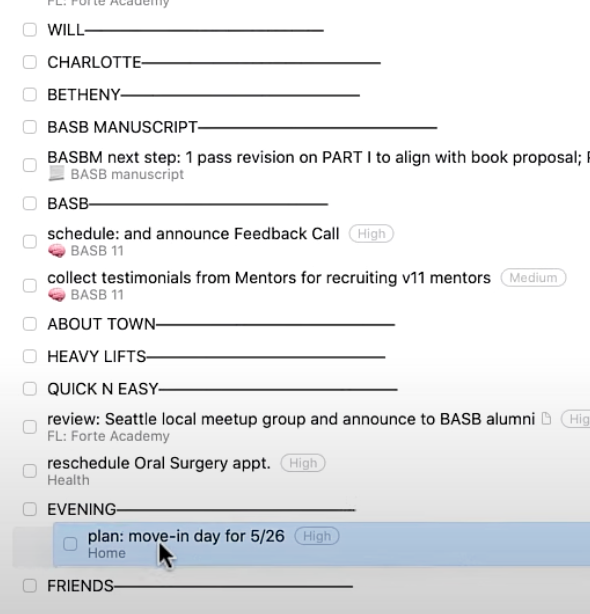 FL: Forte Academy
WILL
CHARLOTTE
BETHENY
BASB MANUSCRIPT
BASBM next step: 1 pass revision on PART I to align with book proposal;
BASB manuscript
BASB
schedule: and announce Feedback Call High
BASB 11
collect testimonials from Mentors for recruiting v11 mentors Medium
BASB 11
ABOUT TOWN
HEAVY LIFTS
QUICK N EASY
review: Seattle local meetup group and announce to BASB alumni Hig
FL: Forte Academy
reschedule Oral Surgery appt. High
Health
EVENING
plan: move-in day for 5/26 High
Home
FRIENDS